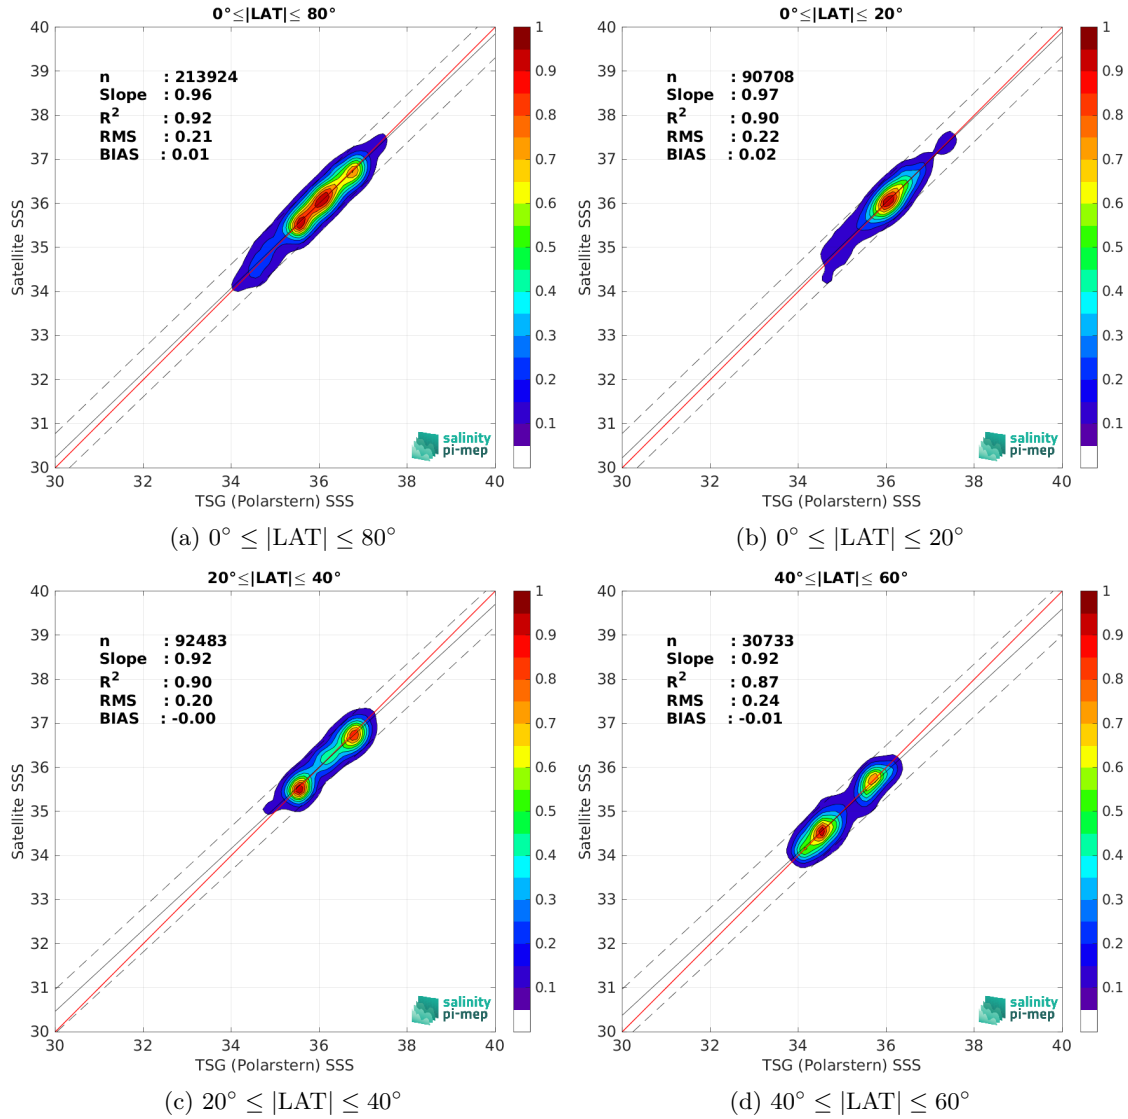 0°≤|LAT|≤ 80°
n : 213924
Slope : 0.96
R² : 0.92
RMS : 0.21
BIAS : 0.01
Satellite SSS
40
39
38
37
36
35
34
33
32
31
30
30 32 34 36 38 40
TSG (Polarstern) SSS
1
0.9
0.8
0.7
0.6
0.5
0.4
0.3
0.2
0.1
salinity
pi-mep
(a) 0° ≤ |LAT| ≤ 80°
0°≤|LAT|≤ 20°
n : 90708
Slope : 0.97
R² : 0.90
RMS : 0.22
BIAS : 0.02
Satellite SSS
40
39
38
37
36
35
34
33
32
31
30
30 32 34 36 38 40
TSG (Polarstern) SSS
1
0.9
0.8
0.7
0.6
0.5
0.4
0.3
0.2
0.1
salinity
pi-mep
(b) 0° ≤ |LAT| ≤ 20°
20°≤|LAT|≤ 40°
n : 92483
Slope : 0.92
R² : 0.90
RMS : 0.20
BIAS : -0.00
Satellite SSS
40
39
38
37
36
35
34
33
32
31
30
30 32 34 36 38 40
TSG (Polarstern) SSS
1
0.9
0.8
0.7
0.6
0.5
0.4
0.3
0.2
0.1
salinity
pi-mep
(c) 20° ≤ |LAT| ≤ 40°
40°≤|LAT|≤ 60°
n : 30733
Slope : 0.92
R² : 0.87
RMS : 0.24
BIAS : -0.01
Satellite SSS
40
39
38
37
36
35
34
33
32
31
30
30 32 34 36 38 40
TSG (Polarstern) SSS
1
0.9
0.8
0.7
0.6
0.5
0.4
0.3
0.2
0.1
salinity
pi-mep
(d) 40° ≤ |LAT| ≤ 60°